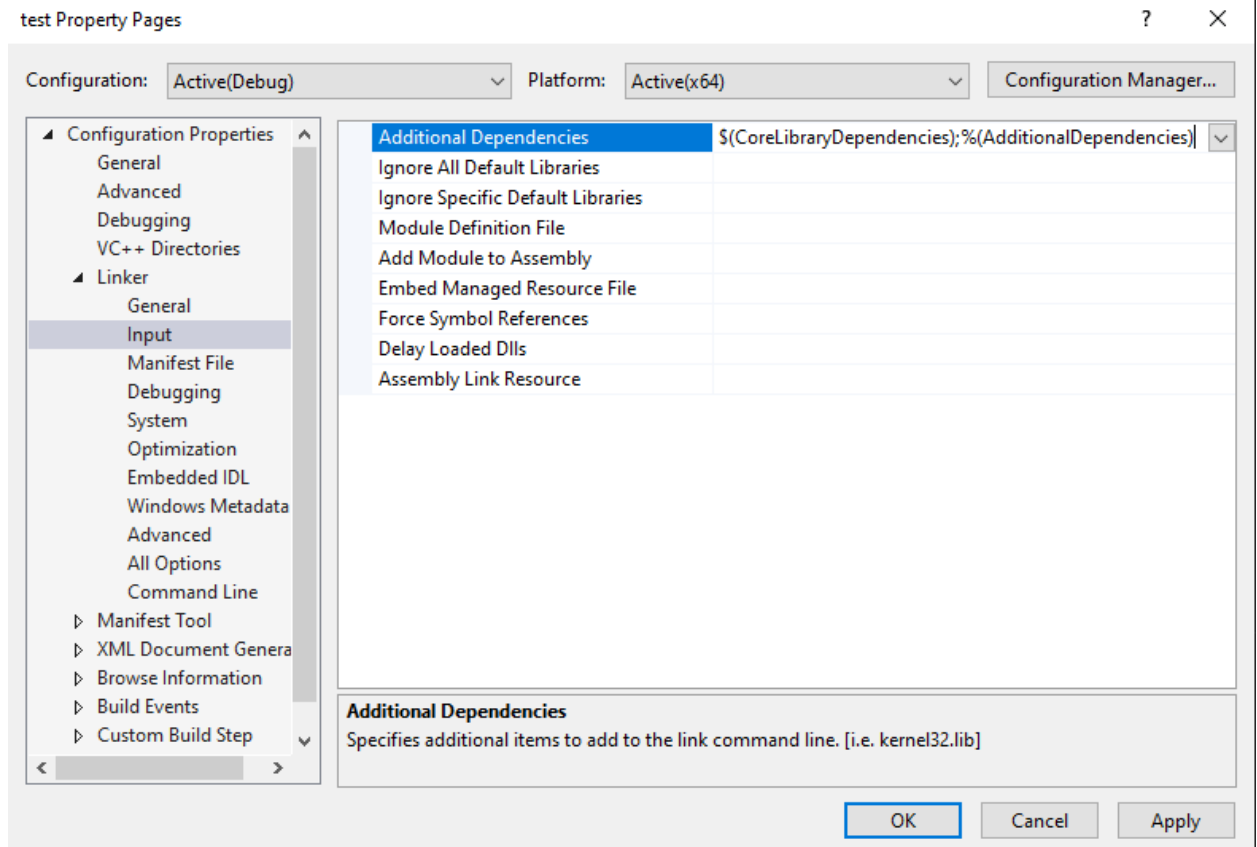 test Property Pages
?
Configuration: Active(Debug) Platform: Active(x64) Configuration Manager...
Configuration Properties
General
Advanced
Debugging
VC++ Directories
Linker
General
Input
Manifest File
Debugging
System
Optimization
Embedded IDL
Windows Metadata
Advanced
All Options
Command Line
Manifest Tool
XML Document Genera
Browse Information
Build Events
Custom Build Step
Additional Dependencies $(CoreLibraryDependencies);%(AdditionalDependencies)
Ignore All Default Libraries
Ignore Specific Default Libraries
Module Definition File
Add Module to Assembly
Embed Managed Resource File
Force Symbol References
Delay Loaded Dlls
Assembly Link Resource
Additional Dependencies
Specifies additional items to add to the link command line. [i.e. kernel32.lib]
OK Cancel Apply